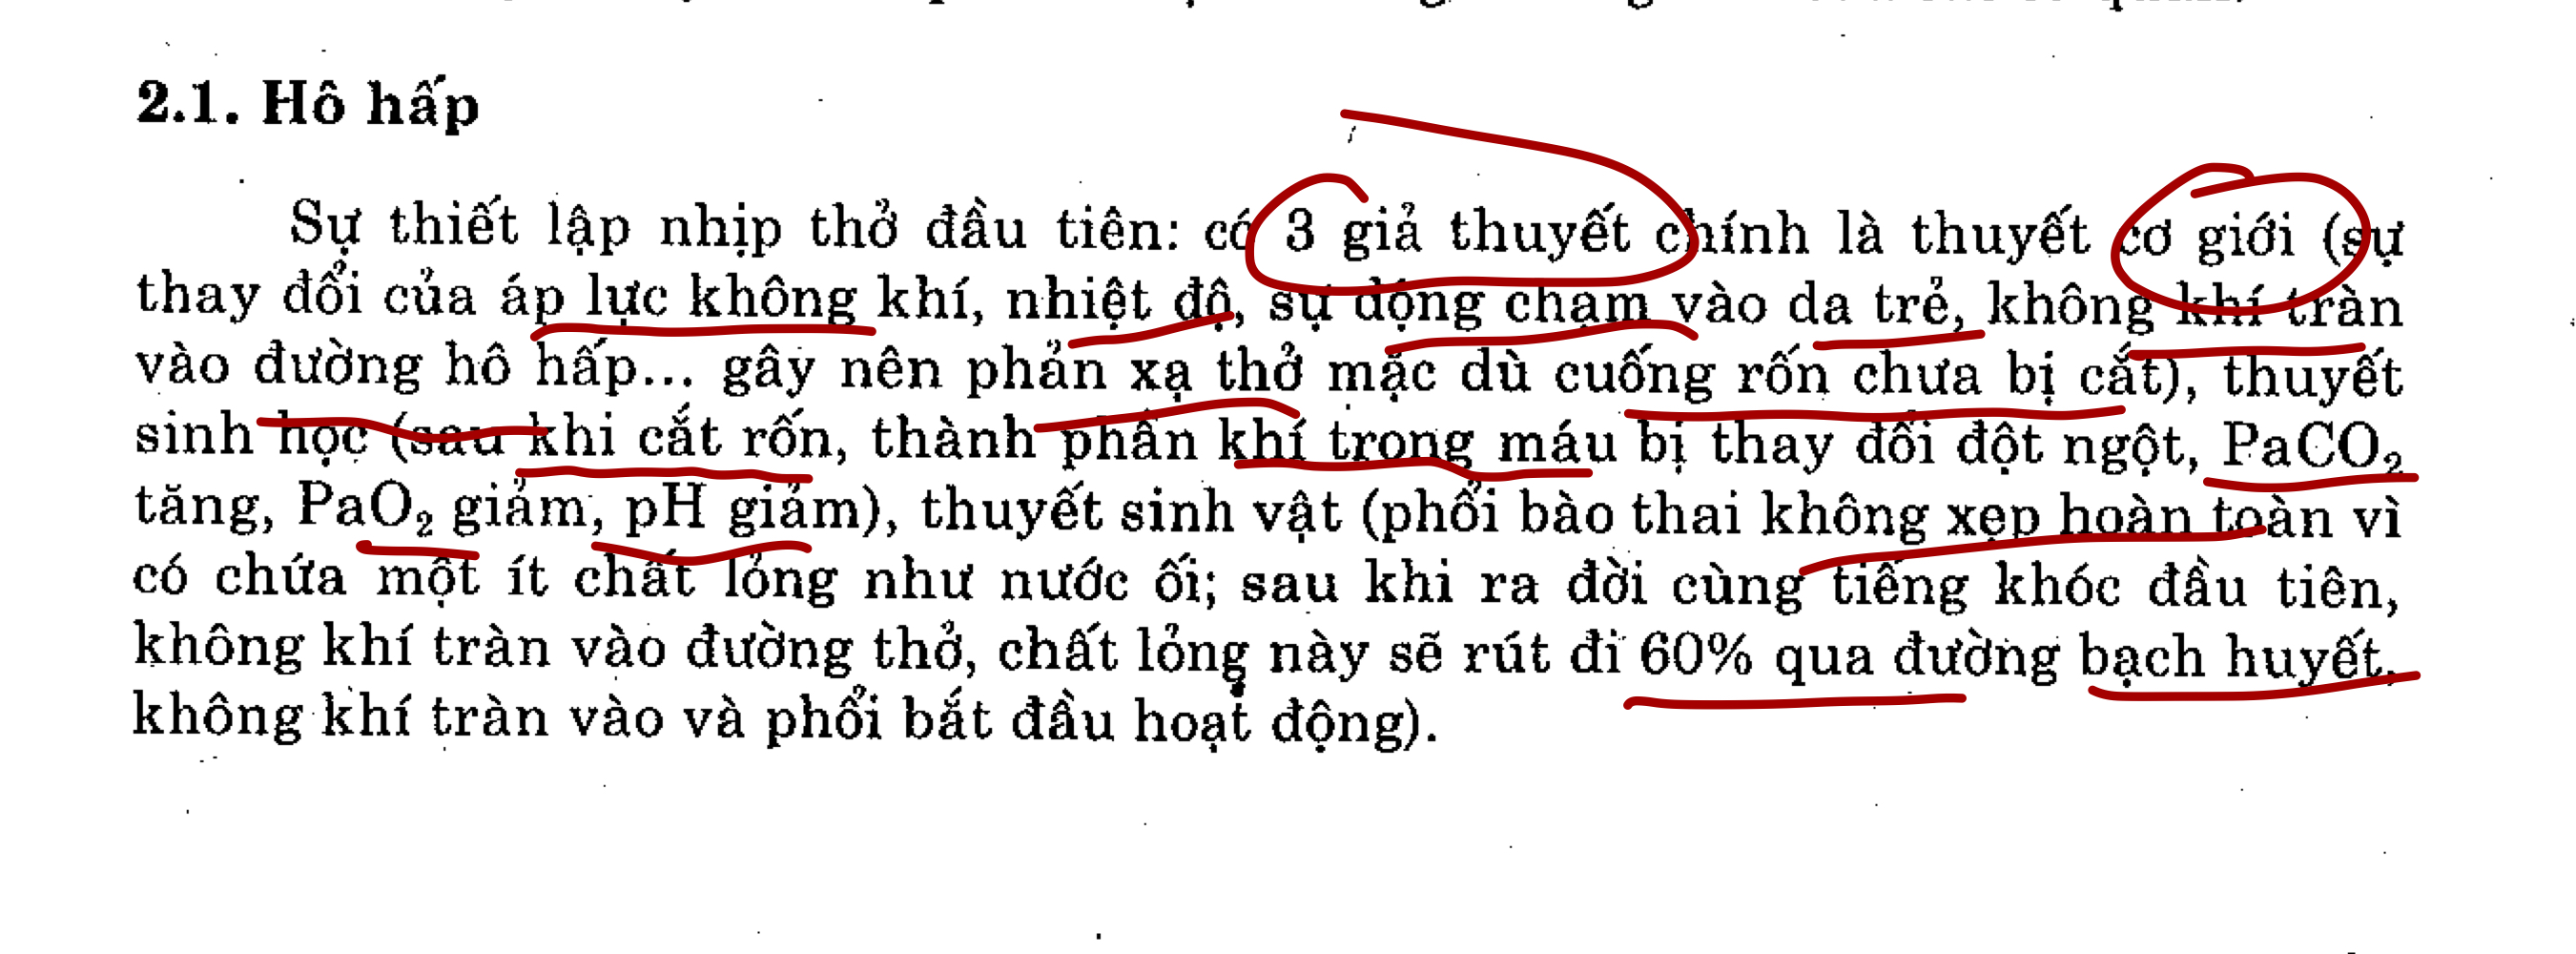 2.1. Hô hấp
Sự thiết lập nhịp thở đầu tiên: có 3 giả thuyết chính là thuyết cơ giới (sự
thay đổi của áp lực không khí, nhiệt độ, sự động chạm vào da trẻ, không khí tràn
vào đường hô hấp... gây nên phản xạ thở mặc dù cuống rốn chưa bị cắt), thuyết
sinh học (sau khi cắt rốn, thành phần khí trong máu bị thay đổi đột ngột, PaCO₂
tăng, PaO₂ giảm, pH giảm), thuyết sinh vật (phổi bào thai không xẹp hoàn toàn vì
có chứa một ít chất lỏng như nước ối; sau khi ra đời cùng tiếng khóc đầu tiên,
không khí tràn vào đường thở, chất lỏng này sẽ rút đi 60% qua đường bạch huyết,
không khí tràn vào và phổi bắt đầu hoạt động).